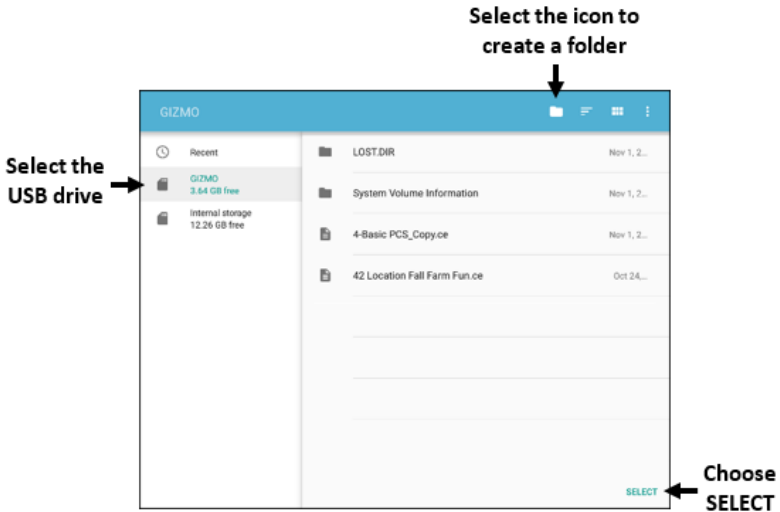 Select the icon to
create a folder
GIZMO
Select the
USB drive
Recent
GIZMO
3.64 GB free
Internal storage
12.26 GB free
LOST.DIR Nov 1, 2...
System Volume Information Nov 1, 2...
4-Basic PCS_Copy.ce Nov 1, 2...
42 Location Fall Farm Fun.ce Oct 24,...
SELECT
Choose
SELECT